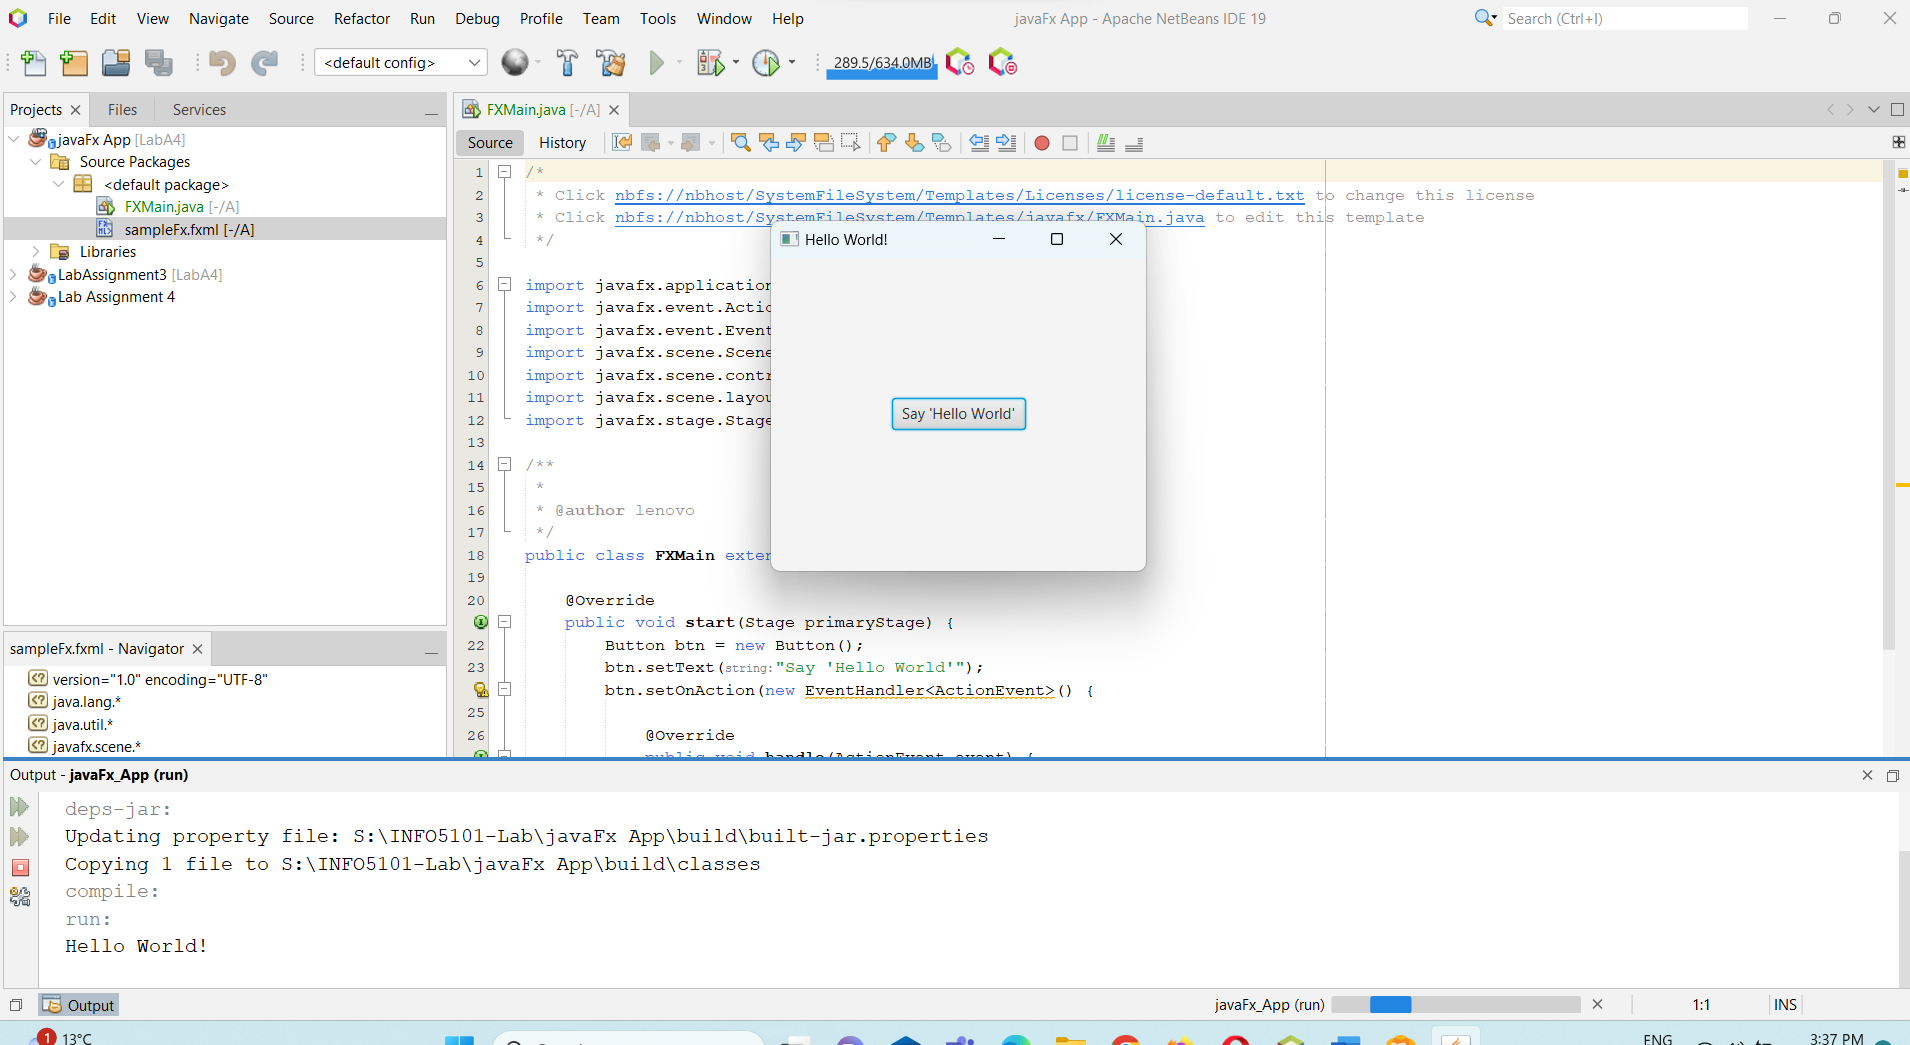 File Edit View Navigate Source Refactor Run Debug Profile Team Tools Window Help
javaFx App - Apache NetBeans IDE 19
Search (Ctrl+I)
<default config>
289.5/634.0MB
Projects
Files
Services
javaFx App [LabA4]
Source Packages
<default package>
FXMain.java [-/A]
sampleFx.fxml [-/A]
Libraries
LabAssignment3 [LabA4]
Lab Assignment 4
sampleFx.fxml - Navigator
version="1.0" encoding="UTF-8"
java.lang.*
java.util.*
javafx.scene.*
FXMain.java [-/A]
Source
History
1 /*
2 * Click nbfs://nbhost/SystemFileSystem/Templates/Licenses/license-default.txt to change this license
3 * Click nbfs://nbhost/SystemFileSystem/Templates/javafx/FXMain.java to edit this template
4 */
5
6 import javafx.application
7 import javafx.event.Actio
8 import javafx.event.Event
9 import javafx.scene.Scene
10 import javafx.scene.contr
11 import javafx.scene.layou
12 import javafx.stage.Stage
13
14 /**
15 *
16 * @author lenovo
17 */
18 public class FXMain exter
19
20 @Override
public void start(Stage primaryStage) {
22 Button btn = new Button();
23 btn.setText(string:"Say 'Hello World'");
btn.setOnAction(new EventHandler<ActionEvent>() {
25
26 @Override
public void handle(ActionEvent event) {
Hello World!
Say 'Hello World'
Output - javaFx_App (run)
deps-jar:
Updating property file: S:\INFO5101-Lab\javaFx App\build\built-jar.properties
Copying 1 file to S:\INFO5101-Lab\javaFx App\build\classes
compile:
run:
Hello World!
Output
javaFx_App (run)
1:1
INS
1
13°C
ENG
3:37 PM